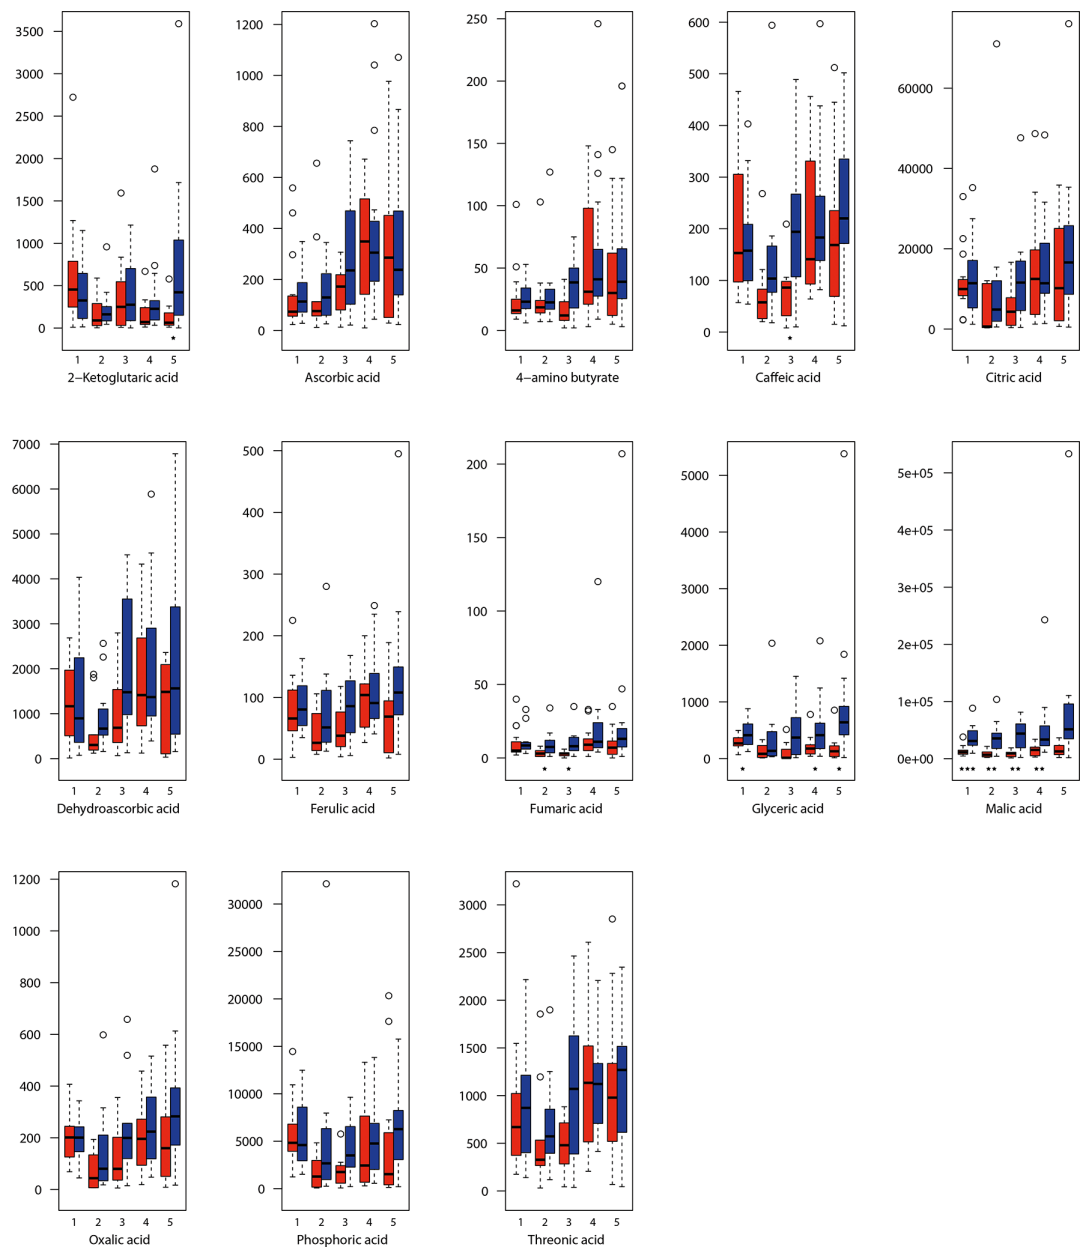 3500
3000
2500
2000
1500
1000
500
0
1 2 3 4 5
*
2−Ketoglutaric acid
1200
1000
800
600
400
200
0
1 2 3 4 5
Ascorbic acid
250
200
150
100
50
0
1 2 3 4 5
4−amino butyrate
600
500
400
300
200
100
0
1 2 3 4 5
*
Caffeic acid
60000
40000
20000
0
1 2 3 4 5
Citric acid
7000
6000
5000
4000
3000
2000
1000
0
1 2 3 4 5
Dehydroascorbic acid
500
400
300
200
100
0
1 2 3 4 5
Ferulic acid
200
150
100
50
0
* *
1 2 3 4 5
Fumaric acid
5000
4000
3000
2000
1000
0
* * *
1 2 3 4 5
Glyceric acid
5e+05
4e+05
3e+05
2e+05
1e+05
0e+00
*** ** ** **
1 2 3 4 5
Malic acid
1200
1000
800
600
400
200
0
1 2 3 4 5
Oxalic acid
30000
20000
15000
10000
5000
0
1 2 3 4 5
Phosphoric acid
3000
2500
2000
1500
1000
500
0
1 2 3 4 5
Threonic acid